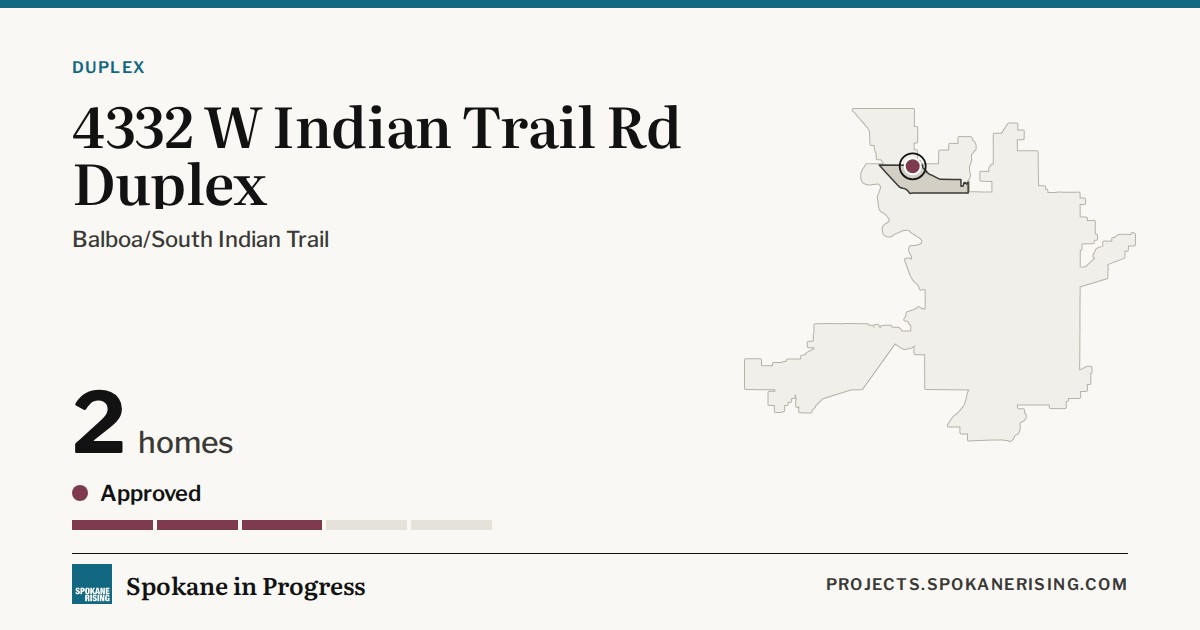 DUPLEX
4332 W Indian Trail Rd
Duplex
Balboa/South Indian Trail
2 homes
Approved
SPOKANE
RISING
Spokane in Progress
PROJECTS.SPOKANERISING.COM